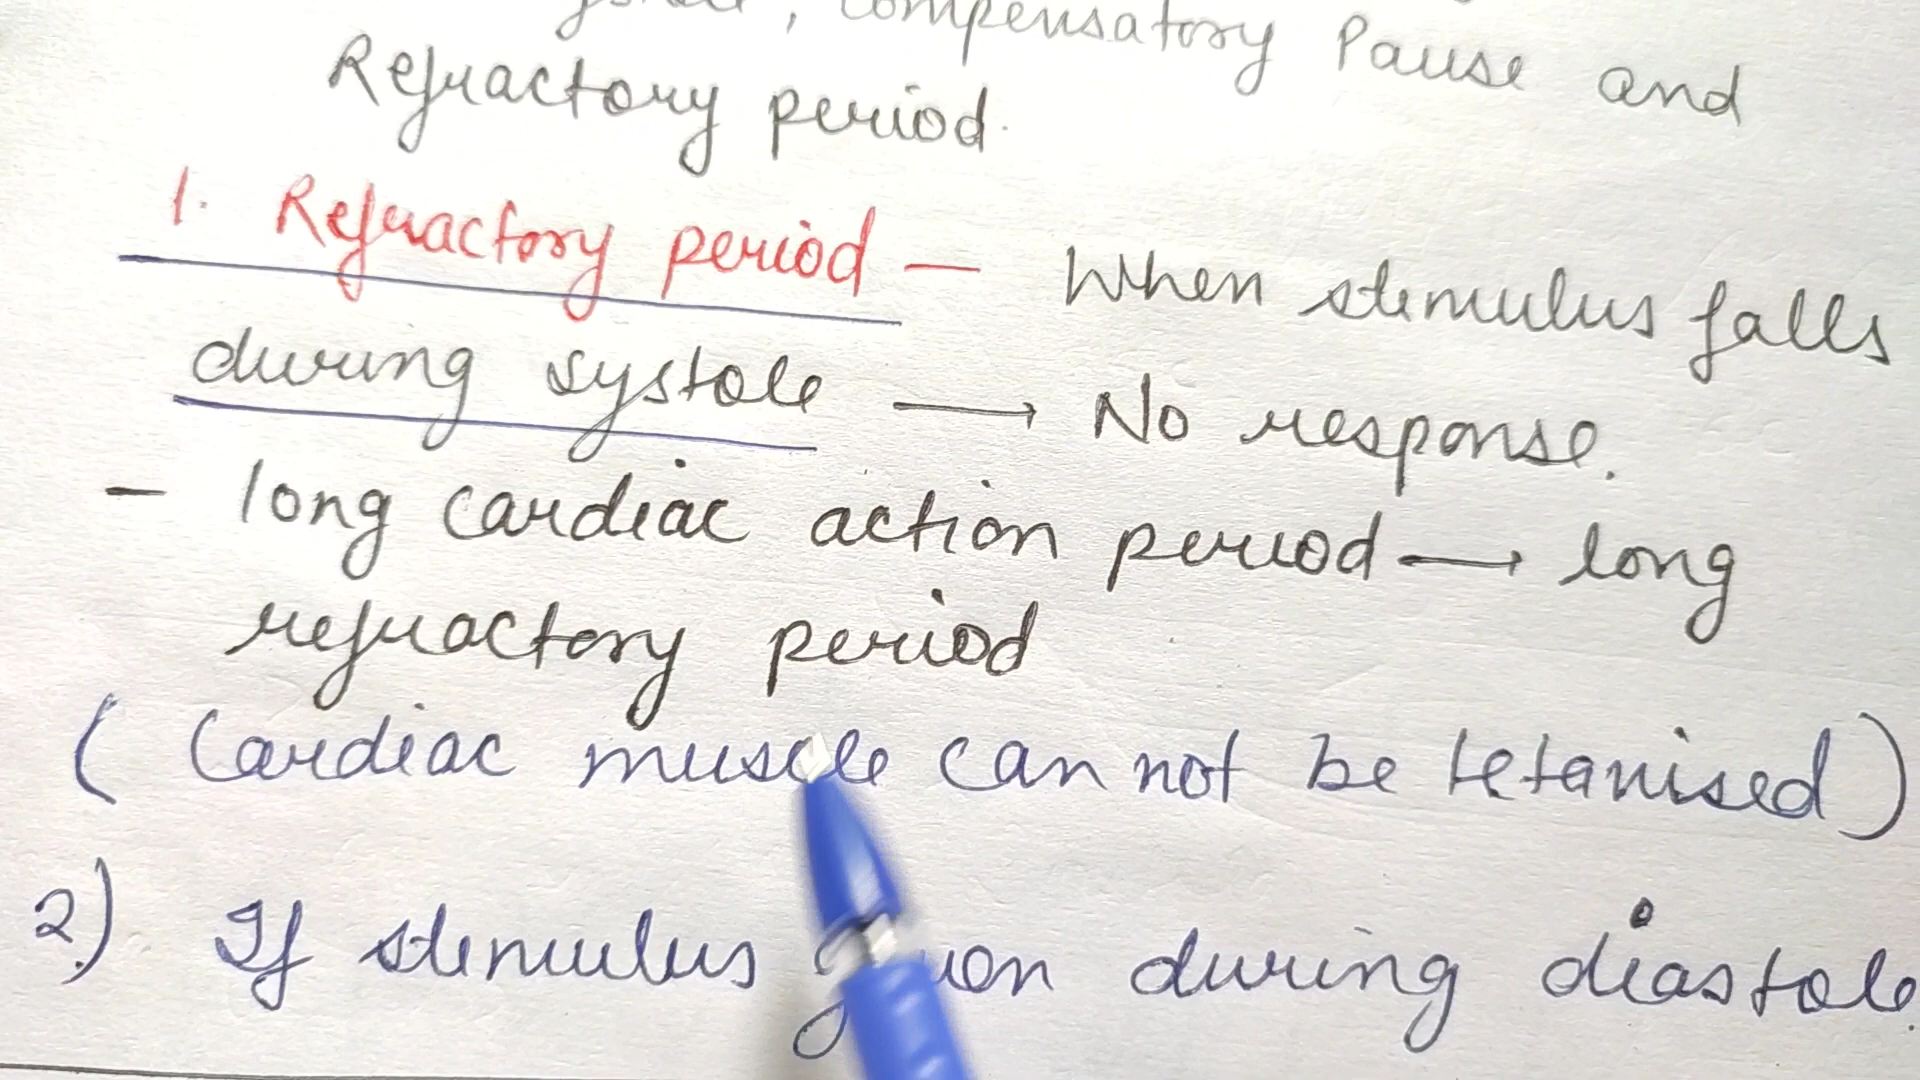 , Compensatory Pause and
Refractory period.
1. Refractory period — When stimulus falls
during systole → No response.
- long cardiac action period → long
refractory period
( Cardiac muscle can not be tetanised )
2.) If stimulus given during diastole